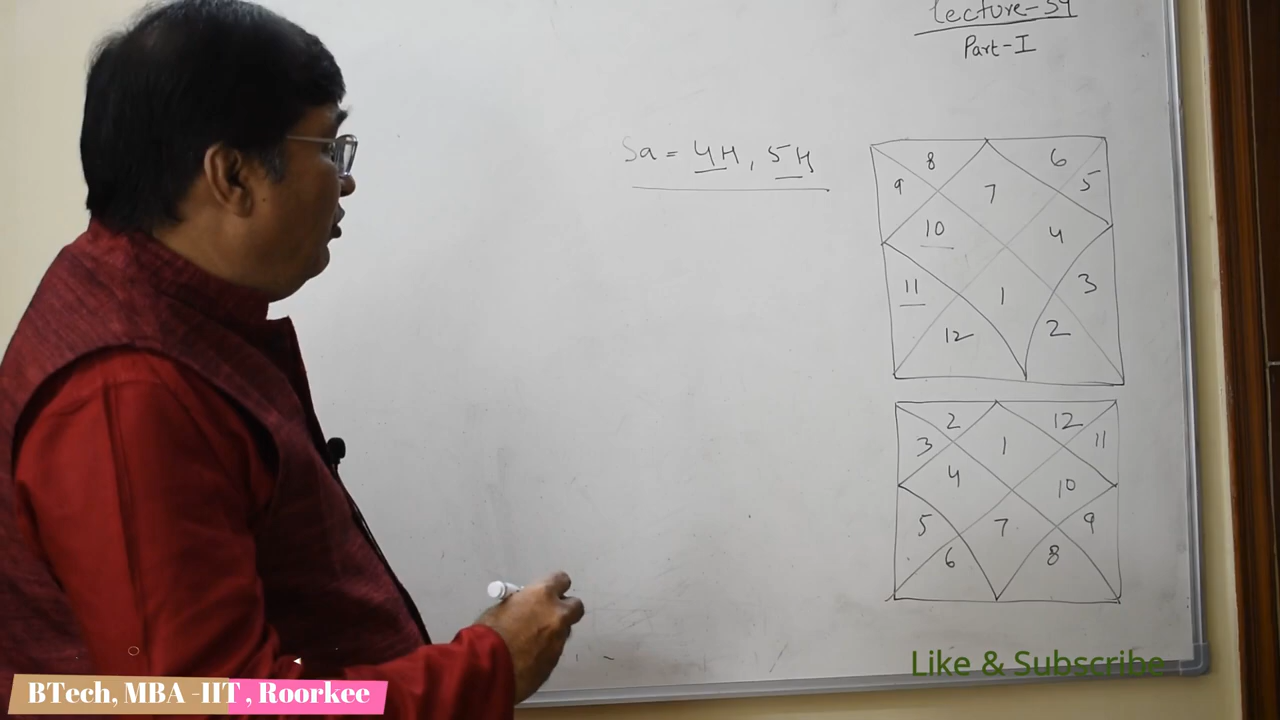 Lecture-54
Part-I
Sa = 4H, 5H
8 6
9 7 5
10 4
11 1 3
12 2
2 12
3 1 11
4 10
5 7 9
6 8
Like & Subscribe
BTech, MBA -IIT , Roorkee